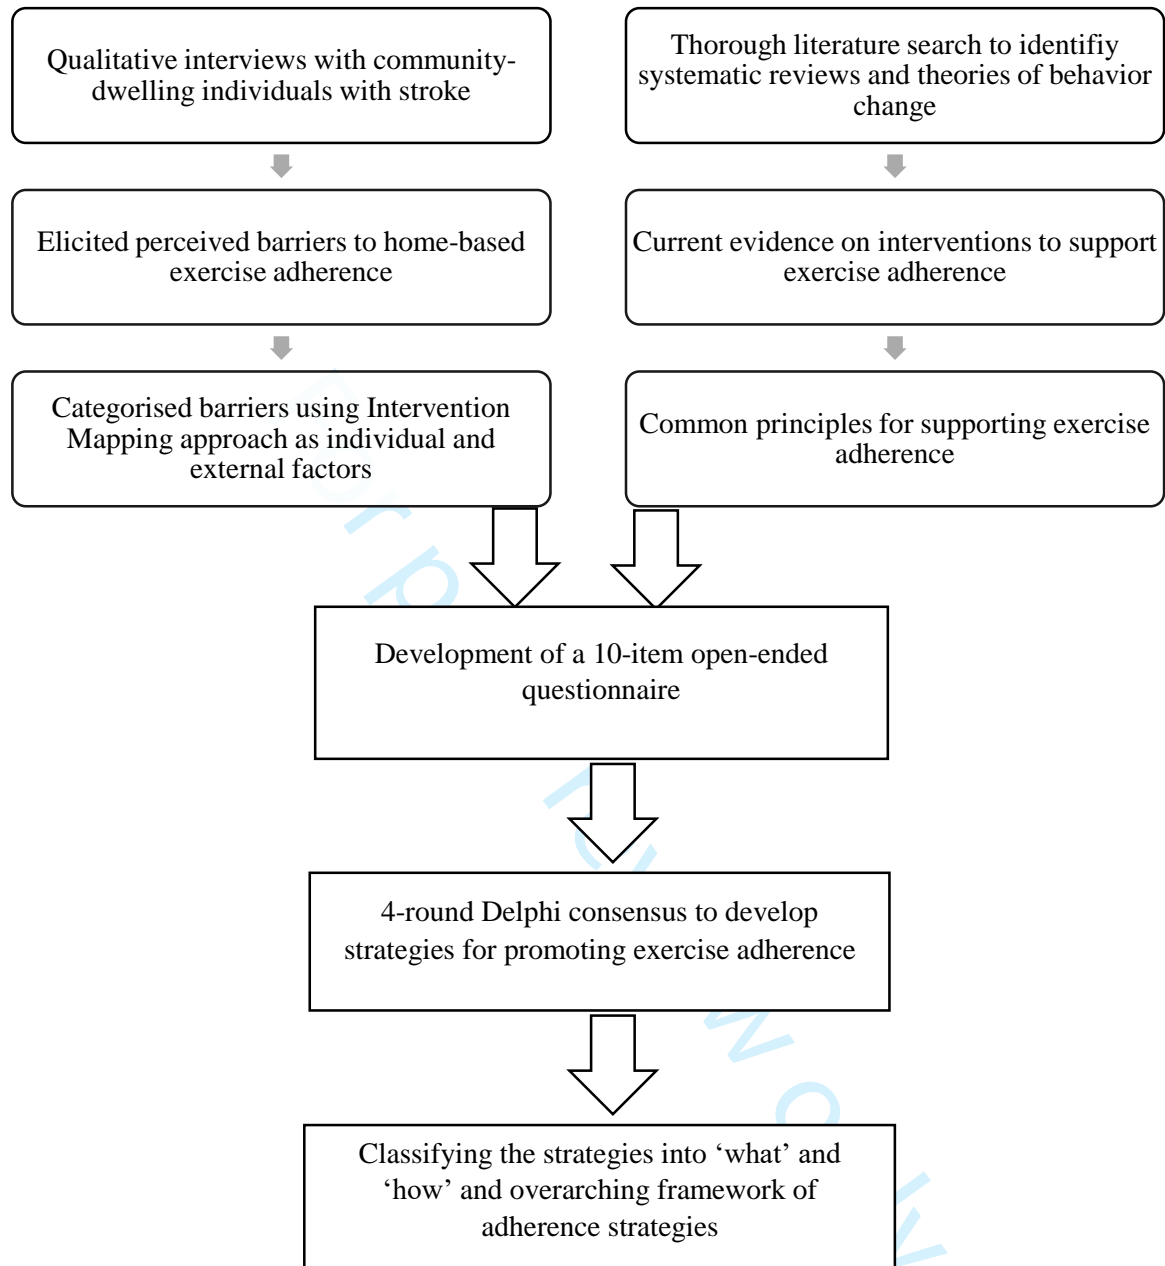 Qualitative interviews with community-
dwelling individuals with stroke
Thorough literature search to identifiy
systematic reviews and theories of behavior
change
Elicited perceived barriers to home-based
exercise adherence
Current evidence on interventions to support
exercise adherence
Categorised barriers using Intervention
Mapping approach as individual and
external factors
Common principles for supporting exercise
adherence
Development of a 10-item open-ended
questionnaire
4-round Delphi consensus to develop
strategies for promoting exercise adherence
Classifying the strategies into ‘what’ and
‘how’ and overarching framework of
adherence strategies